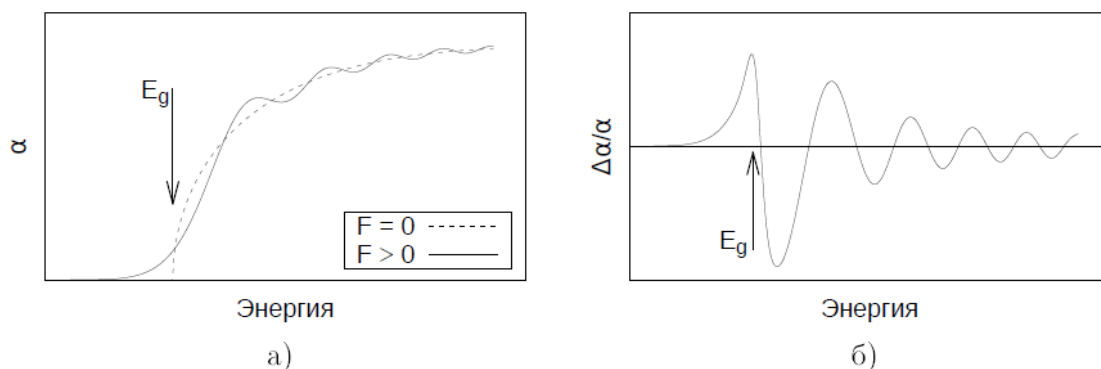 α
E_g
F = 0
F > 0
Энергия
а)
Δα/α
E_g
Энергия
б)